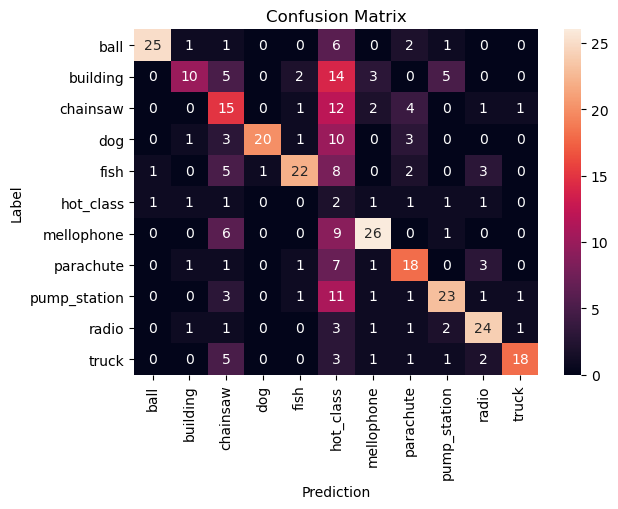 Confusion Matrix
ball 25 1 1 0 0 6 0 2 1 0 0
building 0 10 5 0 2 14 3 0 5 0 0
chainsaw 0 0 15 0 1 12 2 4 0 1 1
dog 0 1 3 20 1 10 0 3 0 0 0
fish 1 0 5 1 22 8 0 2 0 3 0
hot_class 1 1 1 0 0 2 1 1 1 1 0
mellophone 0 0 6 0 0 9 26 0 1 0 0
parachute 0 1 1 0 1 7 1 18 0 3 0
pump_station 0 0 3 0 1 11 1 1 23 1 1
radio 0 1 1 0 0 3 1 1 2 24 1
truck 0 0 5 0 0 3 1 1 1 2 18
ball building chainsaw dog fish hot_class mellophone parachute pump_station radio truck
Label
Prediction
25
20
15
10
5
0